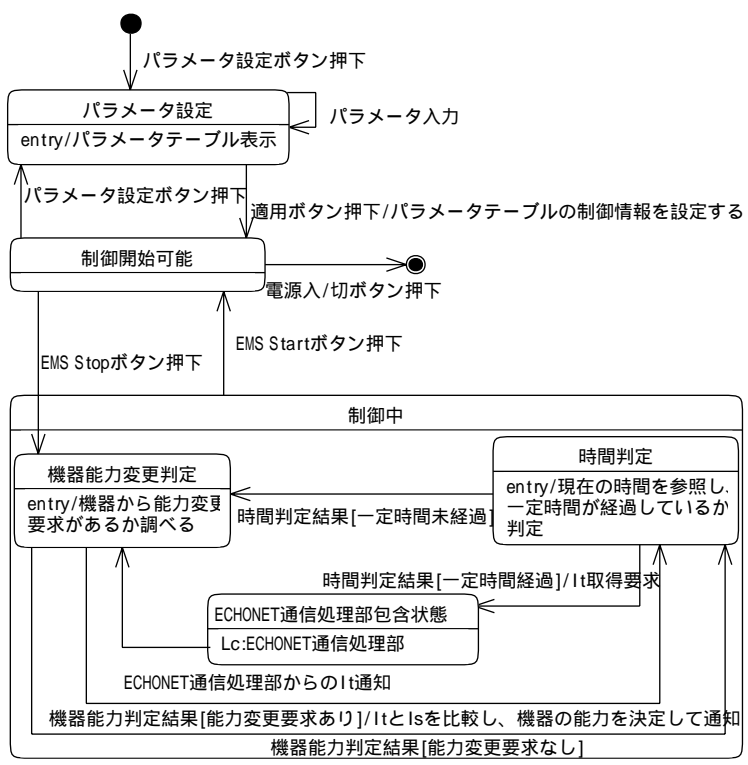 パラメータ設定ボタン押下
パラメータ設定
entry/パラメータテーブル表示
パラメータ入力
パラメータ設定ボタン押下
適用ボタン押下/パラメータテーブルの制御情報を設定する
制御開始可能
電源入/切ボタン押下
EMS Startボタン押下
EMS Stopボタン押下
制御中
機器能力変更判定
entry/機器から能力変更
要求があるか調べる
時間判定
entry/現在の時間を参照し、
一定時間が経過しているか
判定
時間判定結果[一定時間未経過]
時間判定結果[一定時間経過]/It取得要求
ECHONET通信処理部包含状態
Lc:ECHONET通信処理部
ECHONET通信処理部からのIt通知
機器能力判定結果[能力変更要求あり]/ItとIsを比較し、機器の能力を決定して通知
機器能力判定結果[能力変更要求なし]